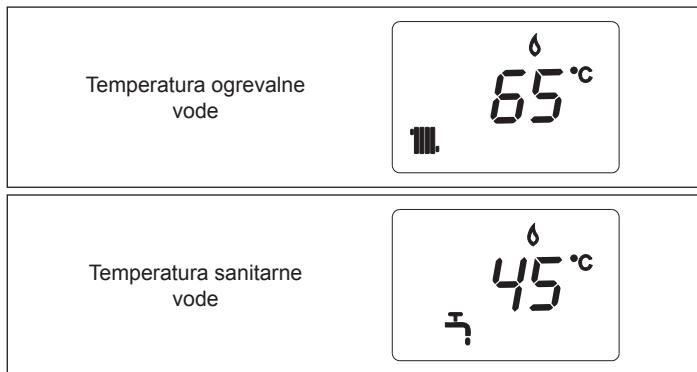 Temperatura ogrevalne
vode
65 °C
Temperatura sanitarne
vode
45 °C